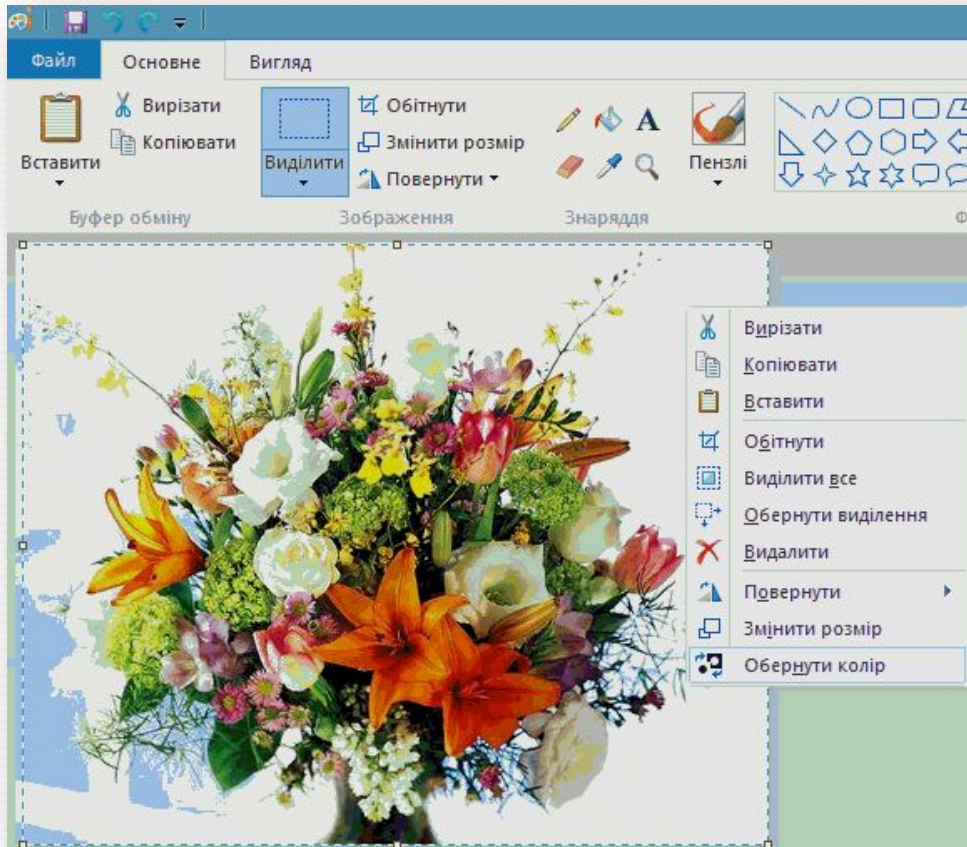 Файл Основне Вигляд
Вставити
Вирізати
Копіювати
Буфер обміну
Виділити
Обітнути
Змінити розмір
Повернути
Зображення
A
Знаряддя
Пензлі
Ф
Вирізати
Копіювати
Вставити
Обітнути
Виділити все
Обернути виділення
Видалити
Повернути
Змінити розмір
Обернути колір